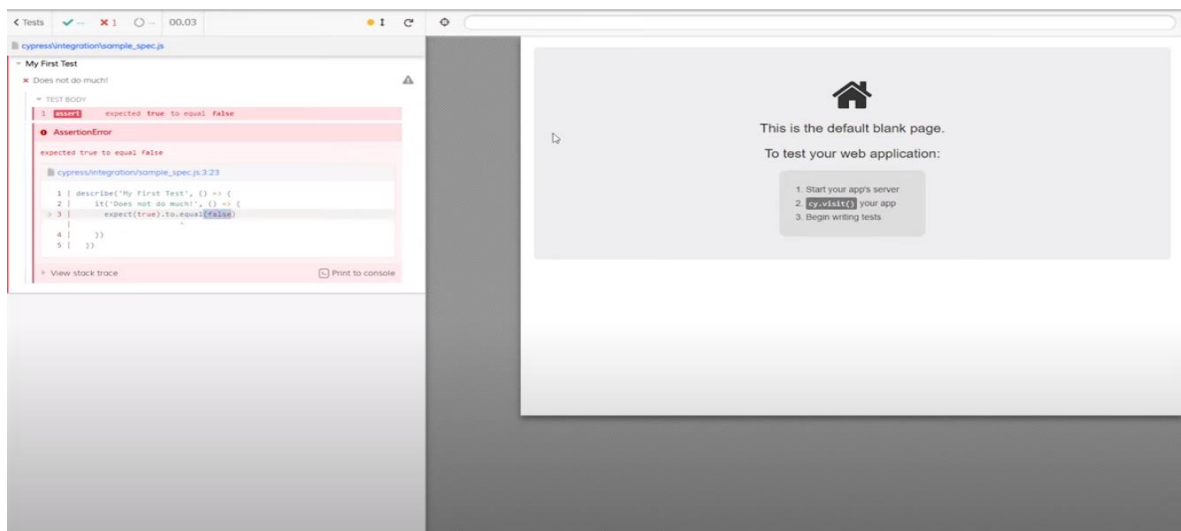 < Tests ✔ -- ✖ 1 ◯ -- 00.03
cypress\integration\sample_spec.js
My First Test
Does not do much!
TEST BODY
1 assert expected true to equal false
AssertionError
expected true to equal false
cypress/integration/sample_spec.js:3:23
1 | describe('My First Test', () => {
2 | it('Does not do much!', () => {
> 3 | expect(true).to.equal(false)
| ^
4 | })
5 | })
View stack trace Print to console
This is the default blank page.
To test your web application:
1. Start your app's server
2. cy.visit() your app
3. Begin writing tests